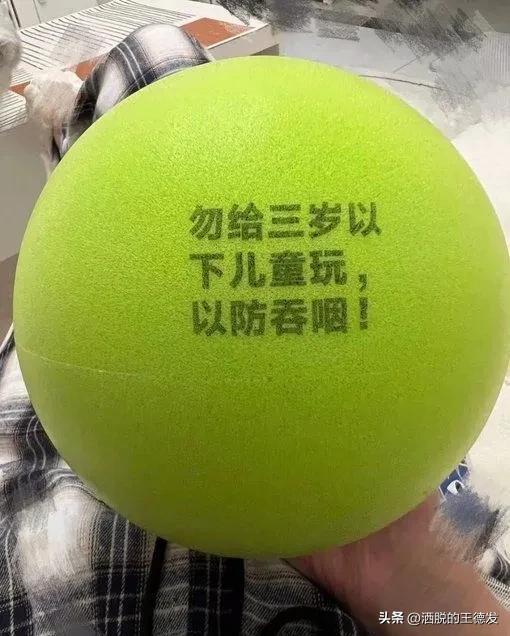 勿给三岁以
下儿童玩，
以防吞咽！
头条 @洒脱的王德发